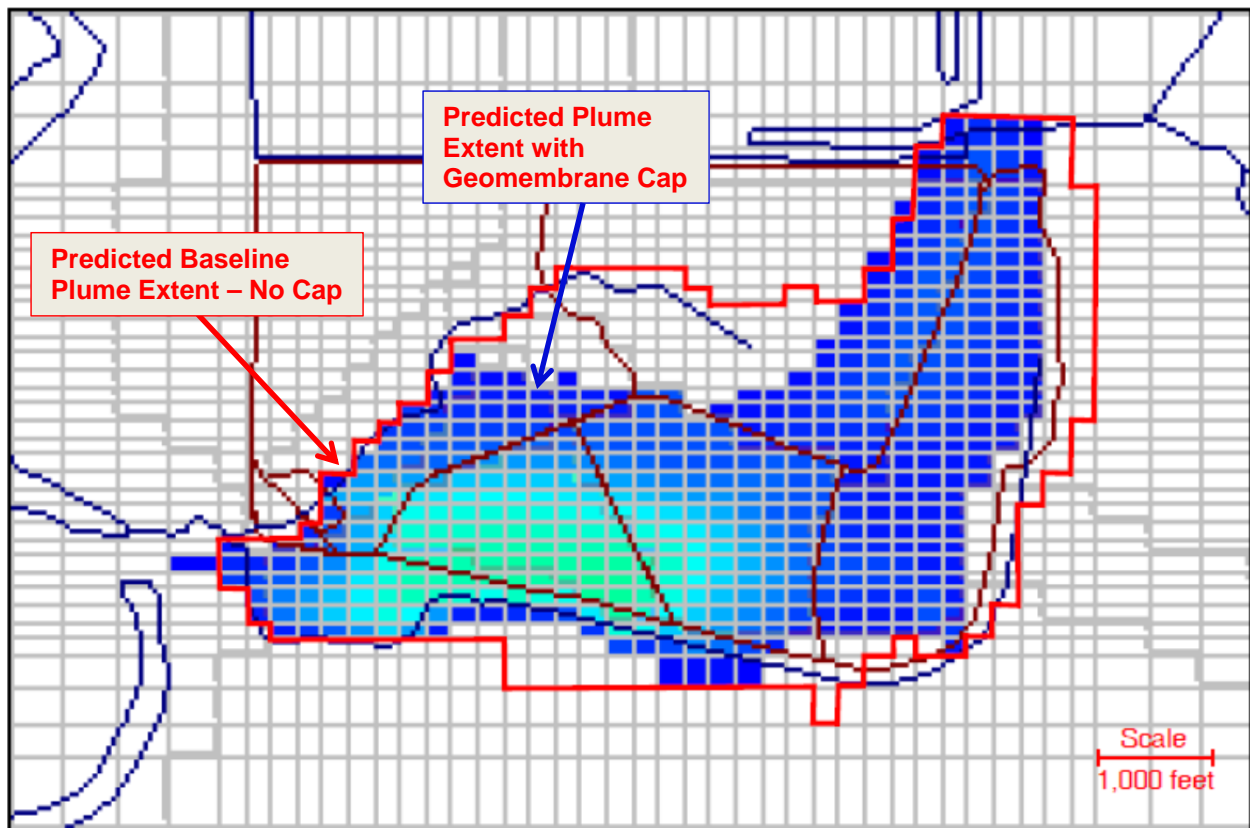 Predicted Plume
Extent with
Geomembrane Cap
Predicted Baseline
Plume Extent – No Cap
Scale
1,000 feet